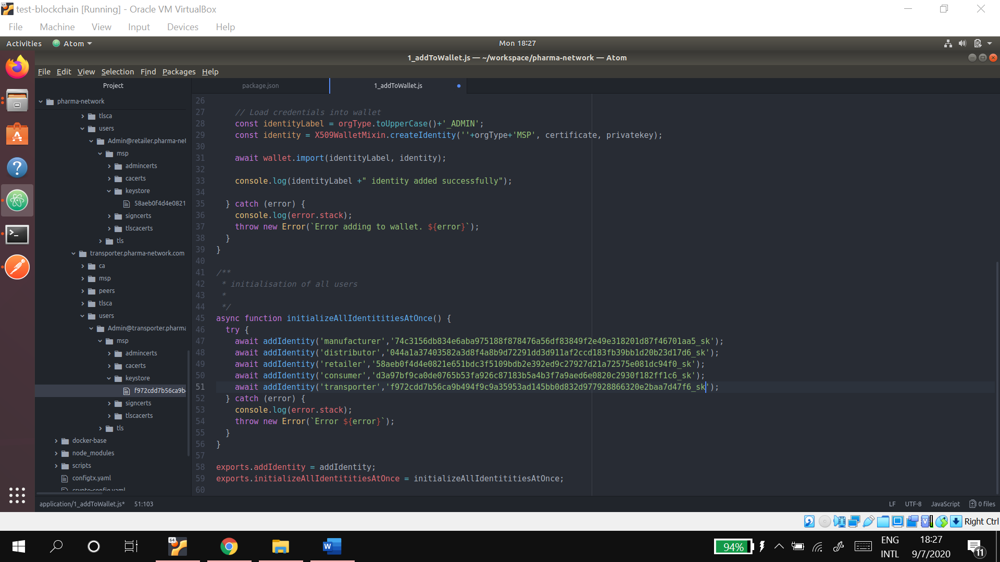 test-blockchain [Running] - Oracle VM VirtualBox
File Machine View Input Devices Help
Activities Atom Mon 18:27
1_addToWallet.js — ~/workspace/pharma-network — Atom
File Edit View Selection Find Packages Help
Project
package.json
1_addToWallet.js
pharma-network
tlsca
users
Admin@retailer.pharma-net
msp
admincerts
cacerts
keystore
58aeb0f4d4e0821
signcerts
tlscacerts
tls
transporter.pharma-network.com
ca
msp
peers
tlsca
users
Admin@transporter.pharma
msp
admincerts
cacerts
keystore
f972cdd7b56ca9b
signcerts
tlscacerts
tls
docker-base
node_modules
scripts
configtx.yaml
crypto-config.yaml
26
27 // Load credentials into wallet
28 const identityLabel = orgType.toUpperCase()+'_ADMIN';
29 const identity = X509WalletMixin.createIdentity(''+orgType+'MSP', certificate, privatekey);
30
31 await wallet.import(identityLabel, identity);
32
33 console.log(identityLabel +" identity added successfully");
34
35 } catch (error) {
36 console.log(error.stack);
37 throw new Error(`Error adding to wallet. ${error}`);
38 }
39 }
40
41 /**
42 * initialisation of all users
43 *
44 */
45 async function initializeAllIdentititiesAtOnce() {
46 try {
47 await addIdentity('manufacturer','74c3156db834e6aba975188f878476a56df83849f2e49e318201d87f46701aa5_sk');
48 await addIdentity('distributor','044a1a37403582a3d8f4a8b9d72291dd3d911af2ccd183fb39bb1d20b23d17d6_sk');
49 await addIdentity('retailer','58aeb0f4d4e0821e651bdc3f5109bdb2e392ed9c27927d21a72575e081dc94f0_sk');
50 await addIdentity('consumer','d3a97bf9ca0de0765b53fa926c87183b5a4b3f7a9aed6e0820c2930f182ff1c6_sk');
51 await addIdentity('transporter','f972cdd7b56ca9b494f9c9a35953ad145bb0d832d977928866320e2baa7d47f6_sk');
52 } catch (error) {
53 console.log(error.stack);
54 throw new Error(`Error ${error}`);
55 }
56 }
57
58 exports.addIdentity = addIdentity;
59 exports.initializeAllIdentititiesAtOnce = initializeAllIdentititiesAtOnce;
60
application/1_addToWallet.js* 51:103 LF UTF-8 JavaScript 0 files
Right Ctrl
94% ENG 18:27
INTL 9/7/2020 11